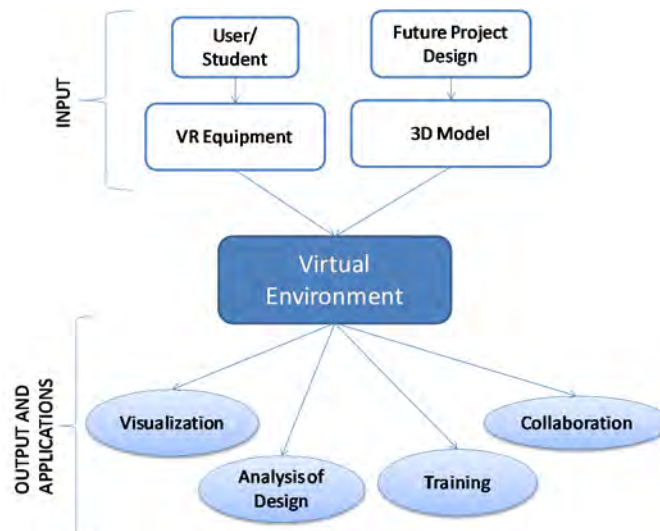 INPUT
User/
Student
Future Project
Design
VR Equipment
3D Model
Virtual
Environment
OUTPUT AND
APPLICATIONS
Visualization
Collaboration
Analysis of
Design
Training